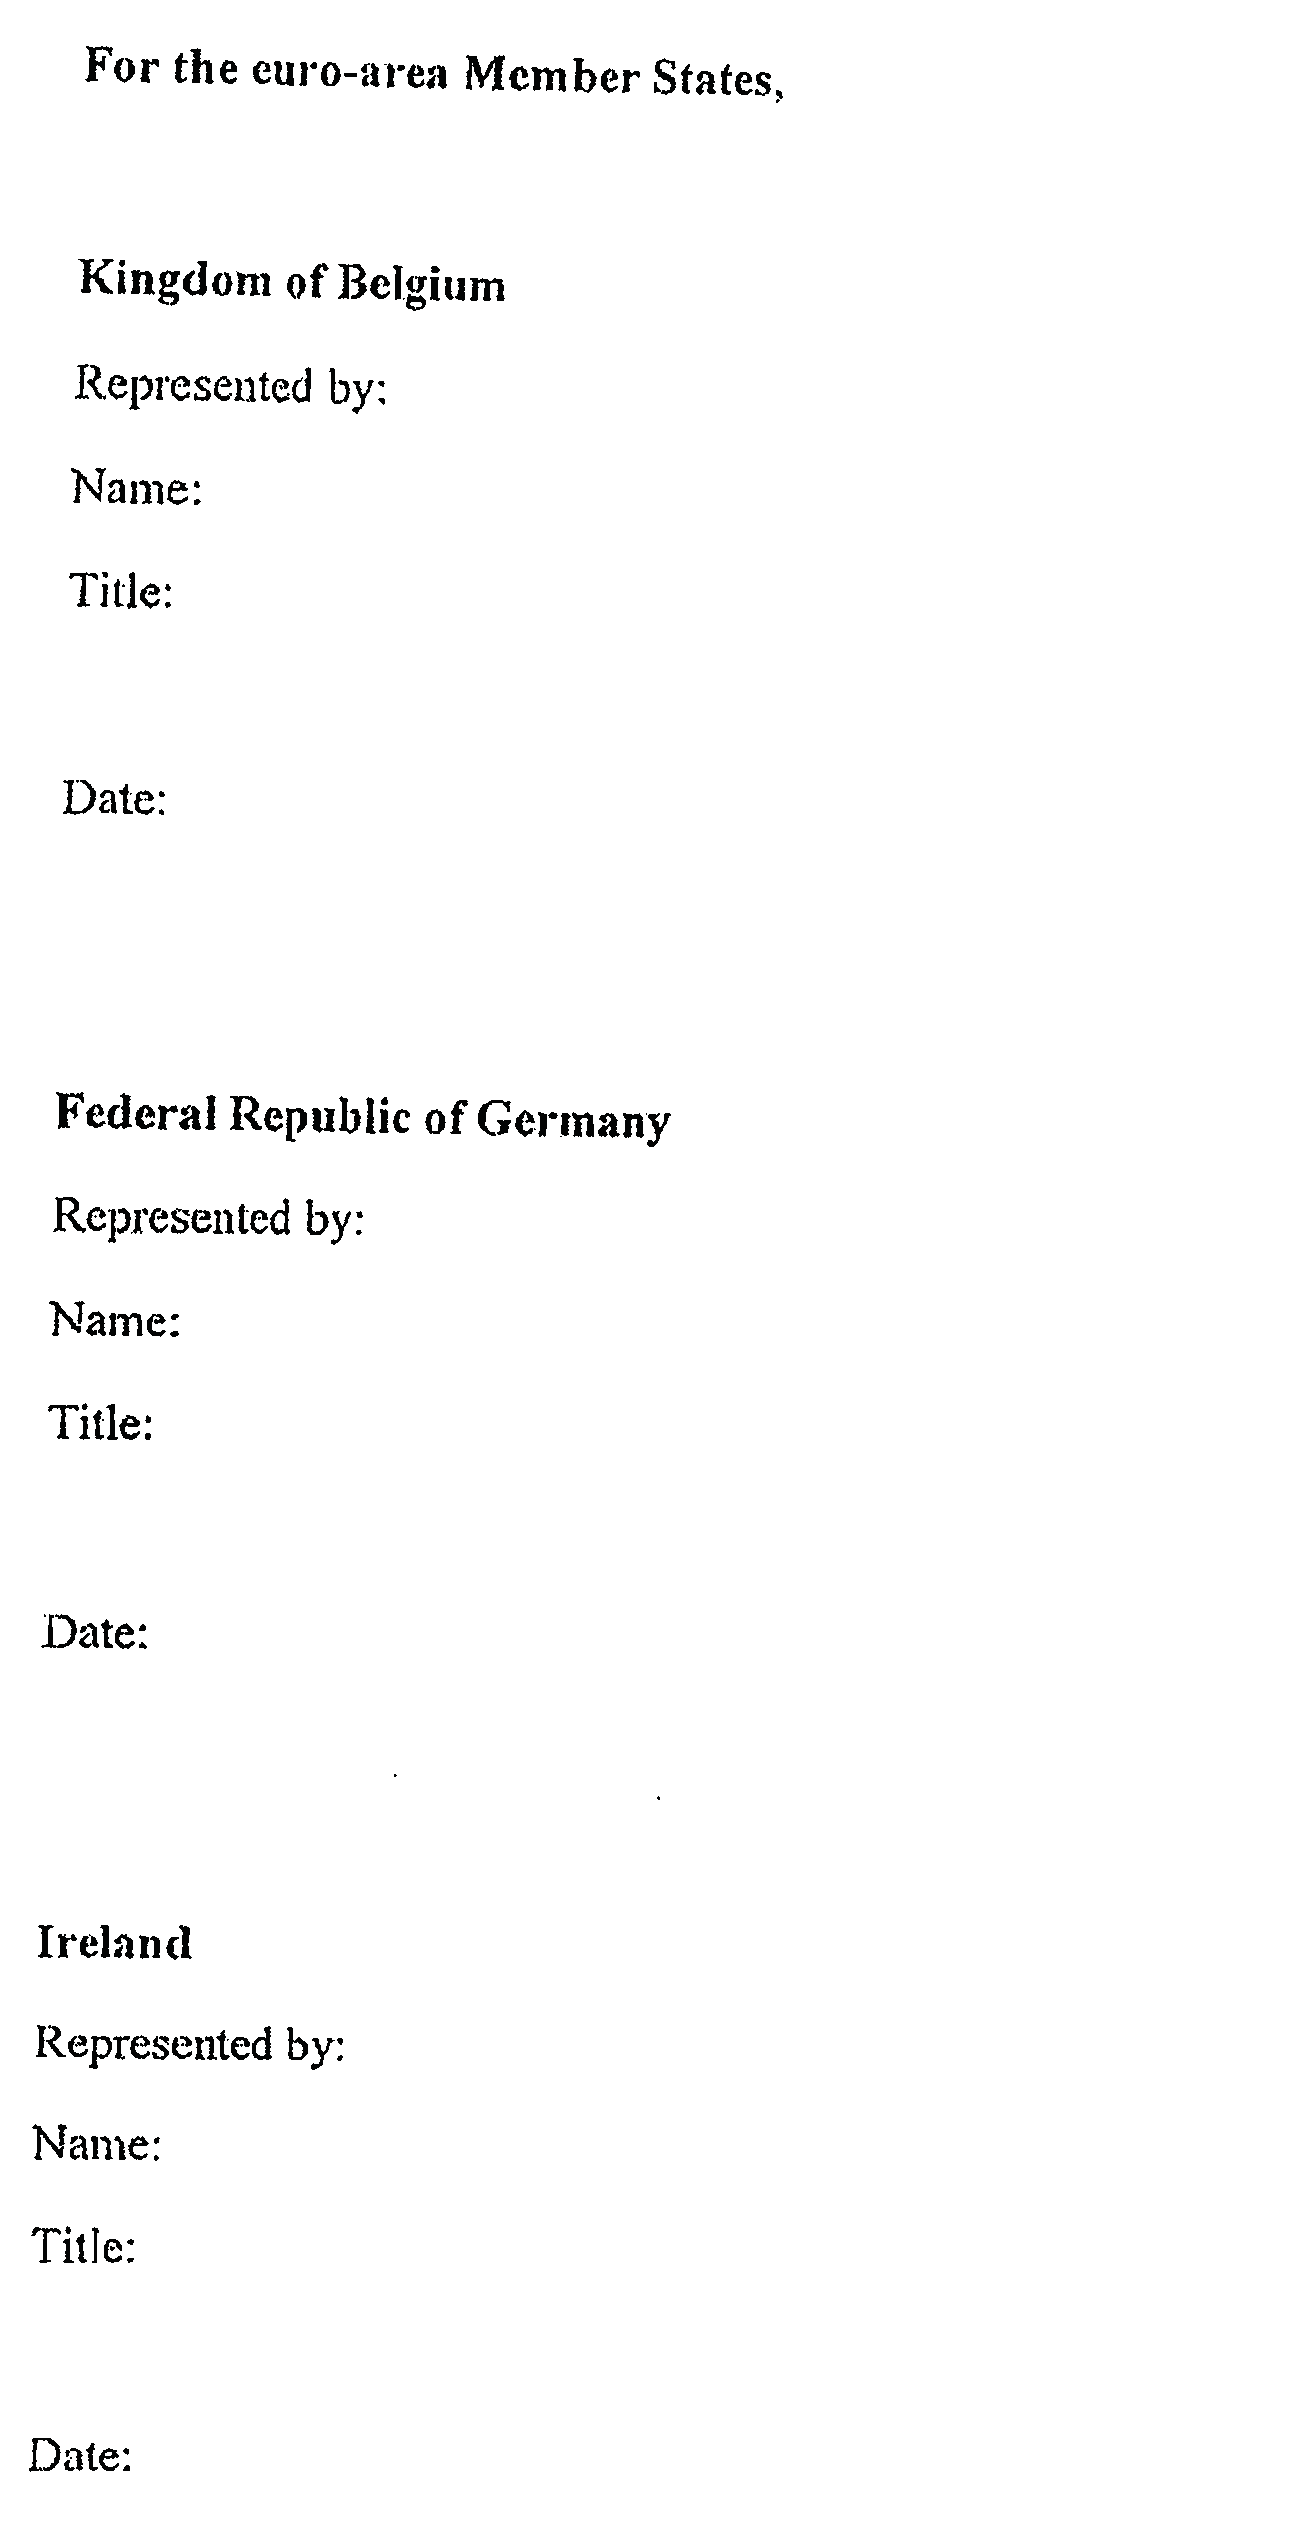 For the euro-area Member States,
Kingdom of Belgium
Represented by:
Name:
Title:
Date:
Federal Republic of Germany
Represented by:
Name:
Title:
Date:
Ireland
Represented by:
Name:
Title:
Date: